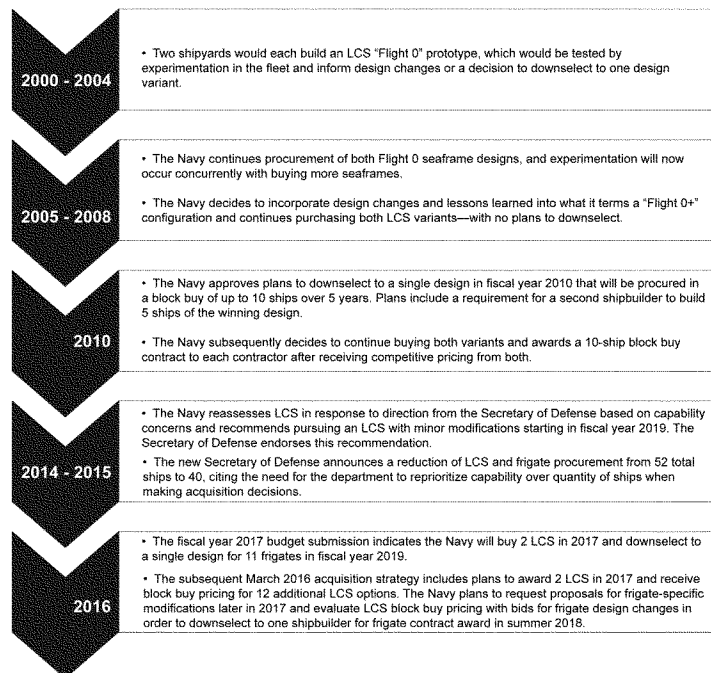 2000 - 2004
• Two shipyards would each build an LCS “Flight 0” prototype, which would be tested by
experimentation in the fleet and inform design changes or a decision to downselect to one design
variant.
2005 - 2008
• The Navy continues procurement of both Flight 0 seaframe designs, and experimentation will now
occur concurrently with buying more seaframes.
• The Navy decides to incorporate design changes and lessons learned into what it terms a “Flight 0+”
configuration and continues purchasing both LCS variants—with no plans to downselect.
2010
• The Navy approves plans to downselect to a single design in fiscal year 2010 that will be procured in
a block buy of up to 10 ships over 5 years. Plans include a requirement for a second shipbuilder to build
5 ships of the winning design.
• The Navy subsequently decides to continue buying both variants and awards a 10-ship block buy
contract to each contractor after receiving competitive pricing from both.
2014 - 2015
• The Navy reassesses LCS in response to direction from the Secretary of Defense based on capability
concerns and recommends pursuing an LCS with minor modifications starting in fiscal year 2019. The
Secretary of Defense endorses this recommendation.
• The new Secretary of Defense announces a reduction of LCS and frigate procurement from 52 total
ships to 40, citing the need for the department to reprioritize capability over quantity of ships when
making acquisition decisions.
2016
• The fiscal year 2017 budget submission indicates the Navy will buy 2 LCS in 2017 and downselect to
a single design for 11 frigates in fiscal year 2019.
• The subsequent March 2016 acquisition strategy includes plans to award 2 LCS in 2017 and receive
block buy pricing for 12 additional LCS options. The Navy plans to request proposals for frigate-specific
modifications later in 2017 and evaluate LCS block buy pricing with bids for frigate design changes in
order to downselect to one shipbuilder for frigate contract award in summer 2018.